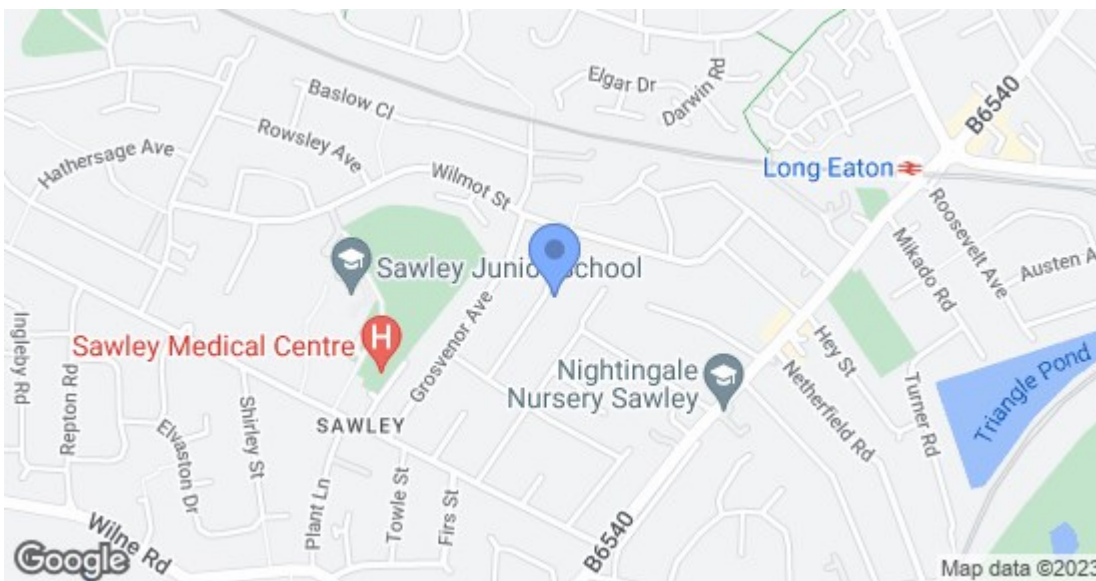 B6540
Elgar Dr
Darwin Rd
Baslow Cl
Rowsley Ave
Hathersage Ave
Wilmot St
Long Eaton
Roosevelt Ave
Mikado Rd
Austen A
Sawley Junior School
Grosvenor Ave
Sawley Medical Centre
H
Ingleby Rd
Repton Rd
Hey St
Nightingale
Nursery Sawley
Netherfield Rd
Turner Rd
Triangle Pond
Shirley St
Elvaston Dr
SAWLEY
Plant Ln
Towle St
Firs St
B6540
Wilne Rd
Google
Map data ©2023